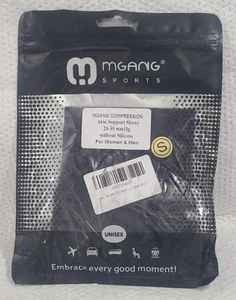 MGANG®
SPORTS
MGANG COMPRESSION
Arm Support Sleeve
20-30 mmHg
without Silicone
For Women & Men
S
UNISEX
Embrace every good moment!